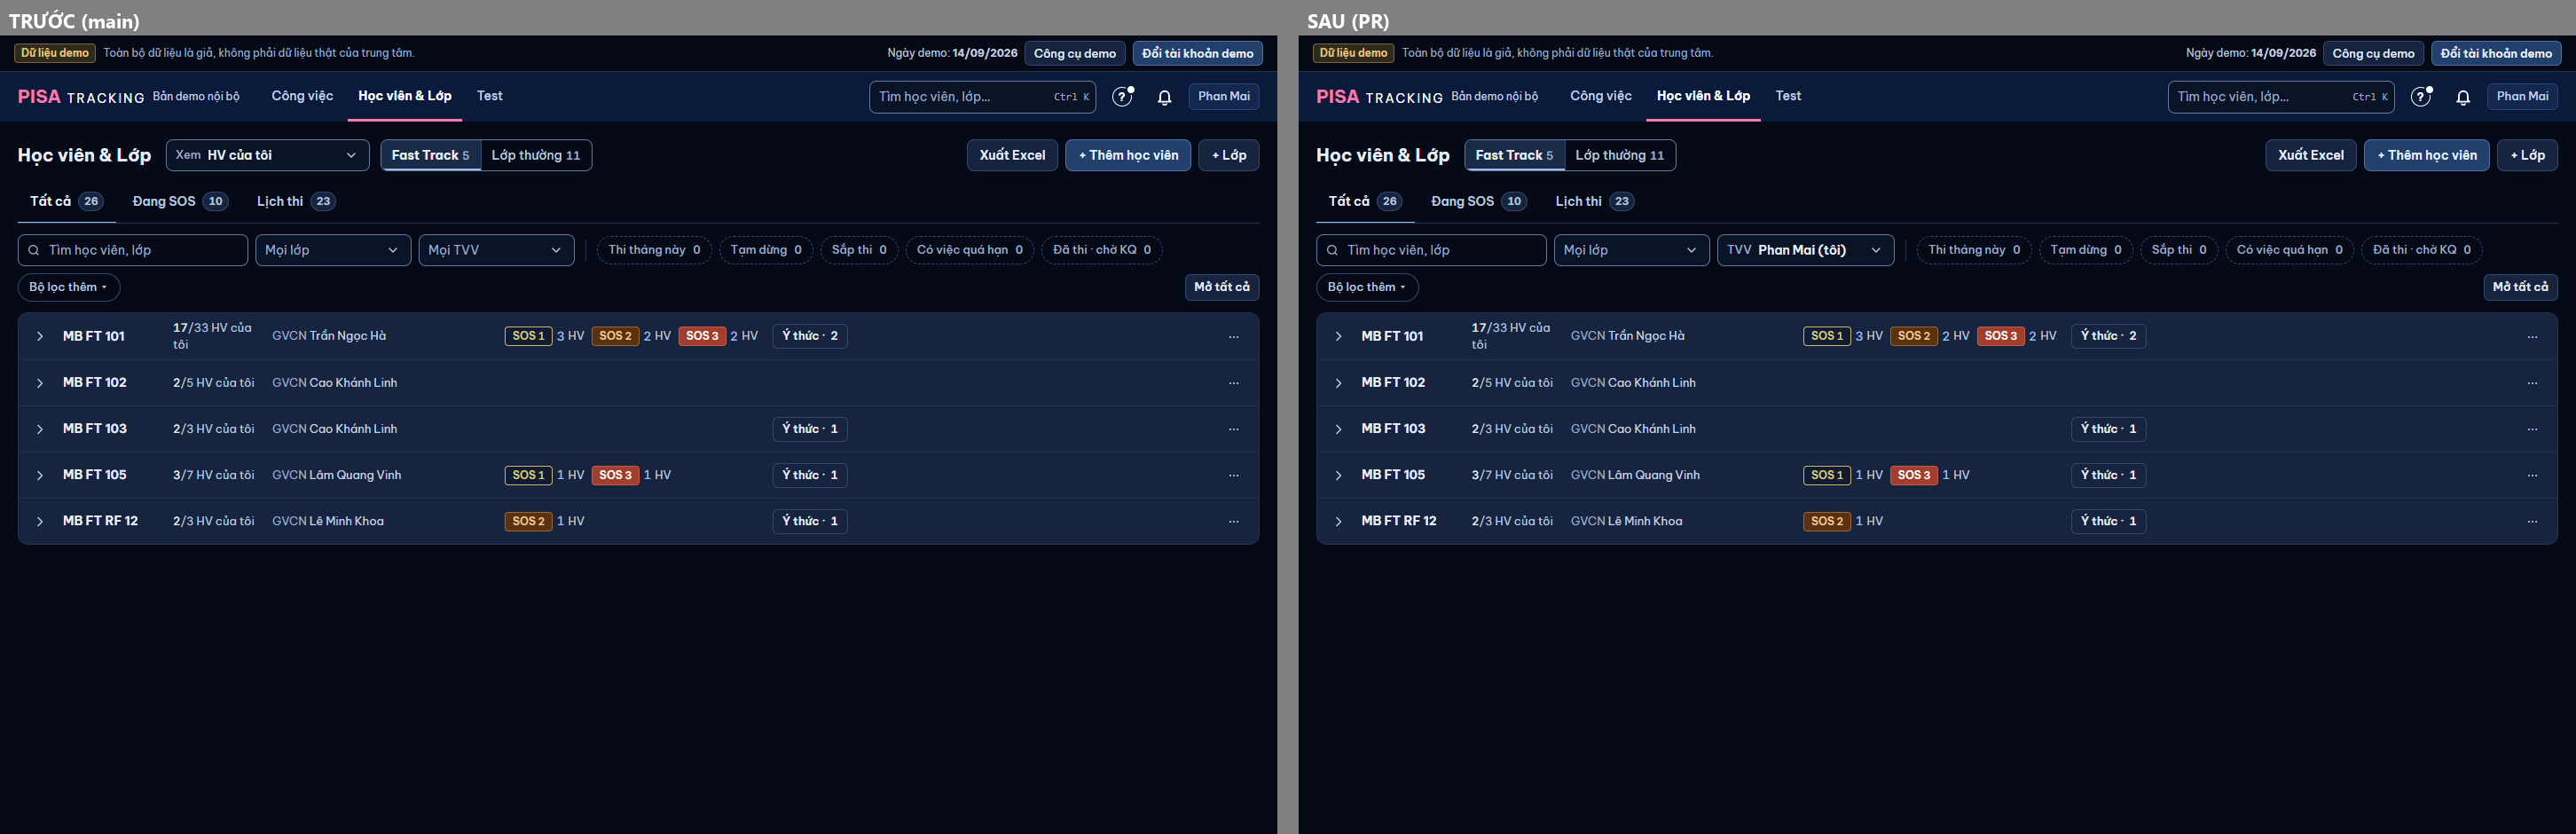 TRƯỚC (main)
Dữ liệu demo Toàn bộ dữ liệu là giả, không phải dữ liệu thật của trung tâm. Ngày demo: 14/09/2026 Công cụ demo Đổi tài khoản demo
PISA TRACKING Bản demo nội bộ Công việc Học viên & Lớp Test Tìm học viên, lớp... Ctrl K ? Phan Mai
Học viên & Lớp Xem HV của tôi Fast Track 5 Lớp thường 11 Xuất Excel + Thêm học viên + Lớp
Tất cả 26 Đang SOS 10 Lịch thi 23
Tìm học viên, lớp Mọi lớp Mọi TVV Thi tháng này 0 Tạm dừng 0 Sắp thi 0 Có việc quá hạn 0 Đã thi · chờ KQ 0
Bộ lọc thêm Mở tất cả
MB FT 101 17/33 HV của tôi GVCN Trần Ngọc Hà SOS 1 3 HV SOS 2 2 HV SOS 3 2 HV Ý thức · 2 ...
MB FT 102 2/5 HV của tôi GVCN Cao Khánh Linh ...
MB FT 103 2/3 HV của tôi GVCN Cao Khánh Linh Ý thức · 1 ...
MB FT 105 3/7 HV của tôi GVCN Lâm Quang Vinh SOS 1 1 HV SOS 3 1 HV Ý thức · 1 ...
MB FT RF 12 2/3 HV của tôi GVCN Lê Minh Khoa SOS 2 1 HV Ý thức · 1 ...
SAU (PR)
Dữ liệu demo Toàn bộ dữ liệu là giả, không phải dữ liệu thật của trung tâm. Ngày demo: 14/09/2026 Công cụ demo Đổi tài khoản demo
PISA TRACKING Bản demo nội bộ Công việc Học viên & Lớp Test Tìm học viên, lớp... Ctrl K ? Phan Mai
Học viên & Lớp Fast Track 5 Lớp thường 11 Xuất Excel + Thêm học viên + Lớp
Tất cả 26 Đang SOS 10 Lịch thi 23
Tìm học viên, lớp Mọi lớp TVV Phan Mai (tôi) Thi tháng này 0 Tạm dừng 0 Sắp thi 0 Có việc quá hạn 0 Đã thi · chờ KQ 0
Bộ lọc thêm Mở tất cả
MB FT 101 17/33 HV của tôi GVCN Trần Ngọc Hà SOS 1 3 HV SOS 2 2 HV SOS 3 2 HV Ý thức · 2 ...
MB FT 102 2/5 HV của tôi GVCN Cao Khánh Linh ...
MB FT 103 2/3 HV của tôi GVCN Cao Khánh Linh Ý thức · 1 ...
MB FT 105 3/7 HV của tôi GVCN Lâm Quang Vinh SOS 1 1 HV SOS 3 1 HV Ý thức · 1 ...
MB FT RF 12 2/3 HV của tôi GVCN Lê Minh Khoa SOS 2 1 HV Ý thức · 1 ...